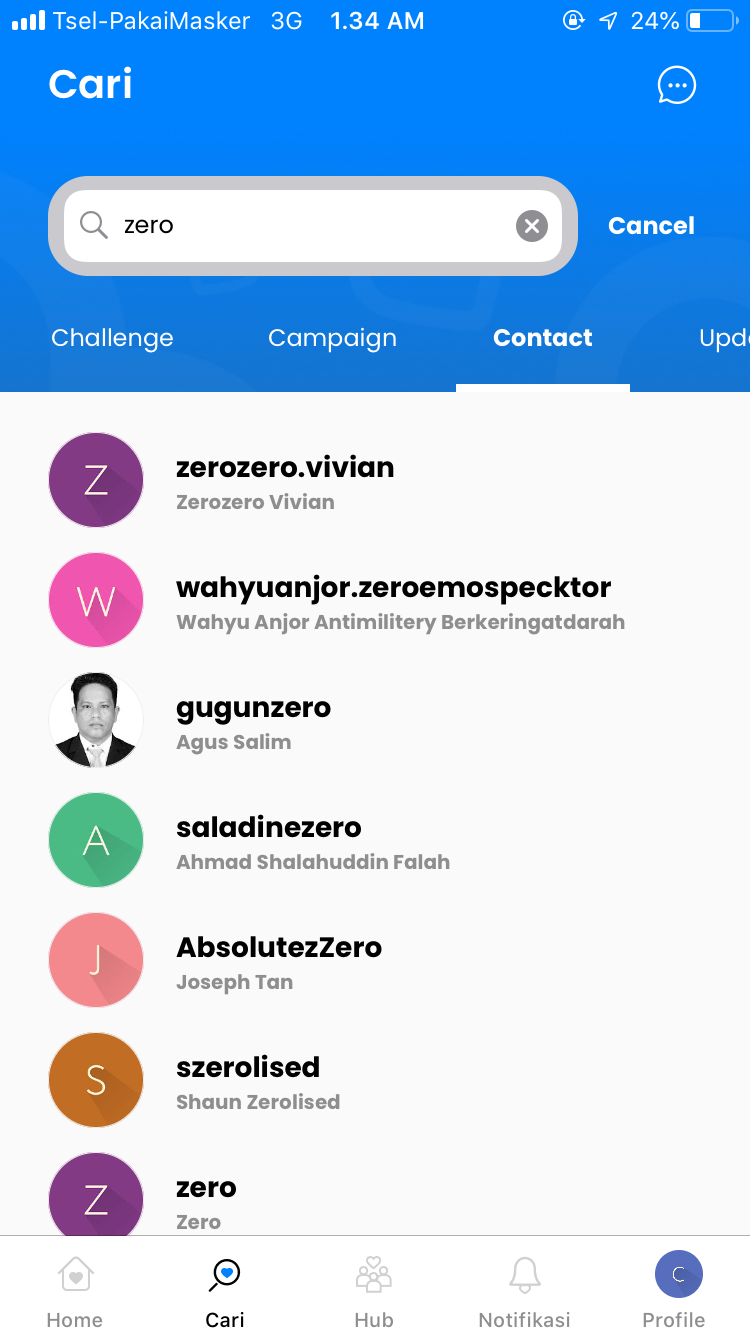 Tsel-PakaiMasker 3G 1.34 AM 24%
Cari
zero
Cancel
Challenge Campaign Contact Upd
Z
zerozero.vivian
Zerozero Vivian
W
wahyuanjor.zeroemospecktor
Wahyu Anjor Antimilitery Berkeringatdarah
gugunzero
Agus Salim
A
saladinezero
Ahmad Shalahuddin Falah
J
AbsolutezZero
Joseph Tan
S
szerolised
Shaun Zerolised
Z
zero
Zero
C
Home Cari Hub Notifikasi Profile